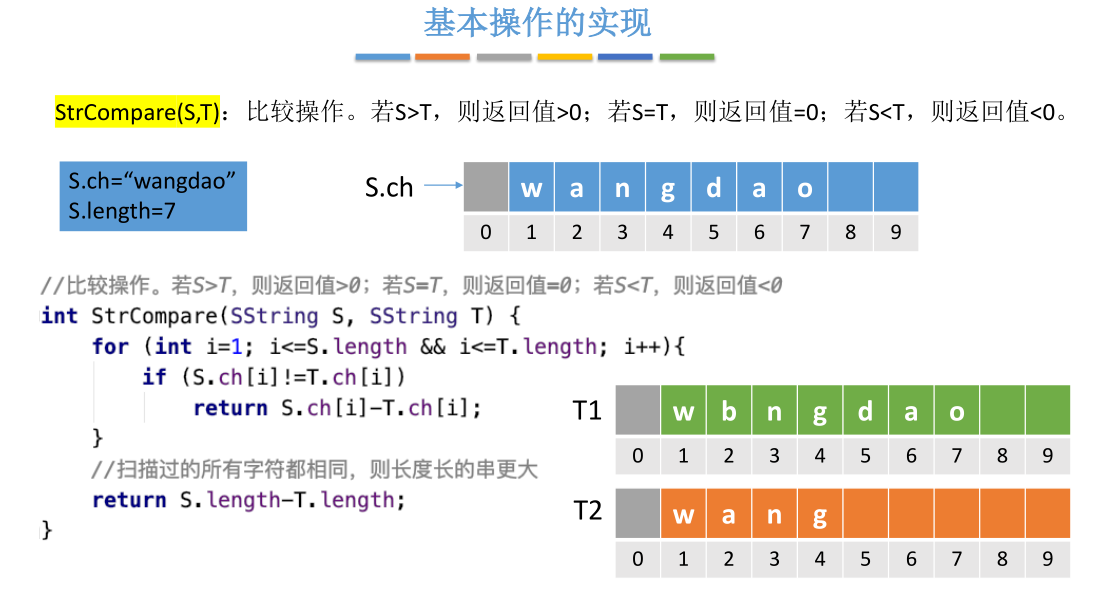 基本操作的实现
StrCompare(S,T)：比较操作。若S>T，则返回值>0；若S=T，则返回值=0；若S<T，则返回值<0。
S.ch=“wangdao”
S.length=7
S.ch
w a n g d a o
0 1 2 3 4 5 6 7 8 9
//比较操作。若S>T，则返回值>0；若S=T，则返回值=0；若S<T，则返回值<0
int StrCompare(SString S, SString T) {
for (int i=1; i<=S.length && i<=T.length; i++){
if (S.ch[i]!=T.ch[i])
return S.ch[i]-T.ch[i];
}
//扫描过的所有字符都相同，则长度长的串更大
return S.length-T.length;
}
T1
w b n g d a o
0 1 2 3 4 5 6 7 8 9
T2
w a n g
0 1 2 3 4 5 6 7 8 9